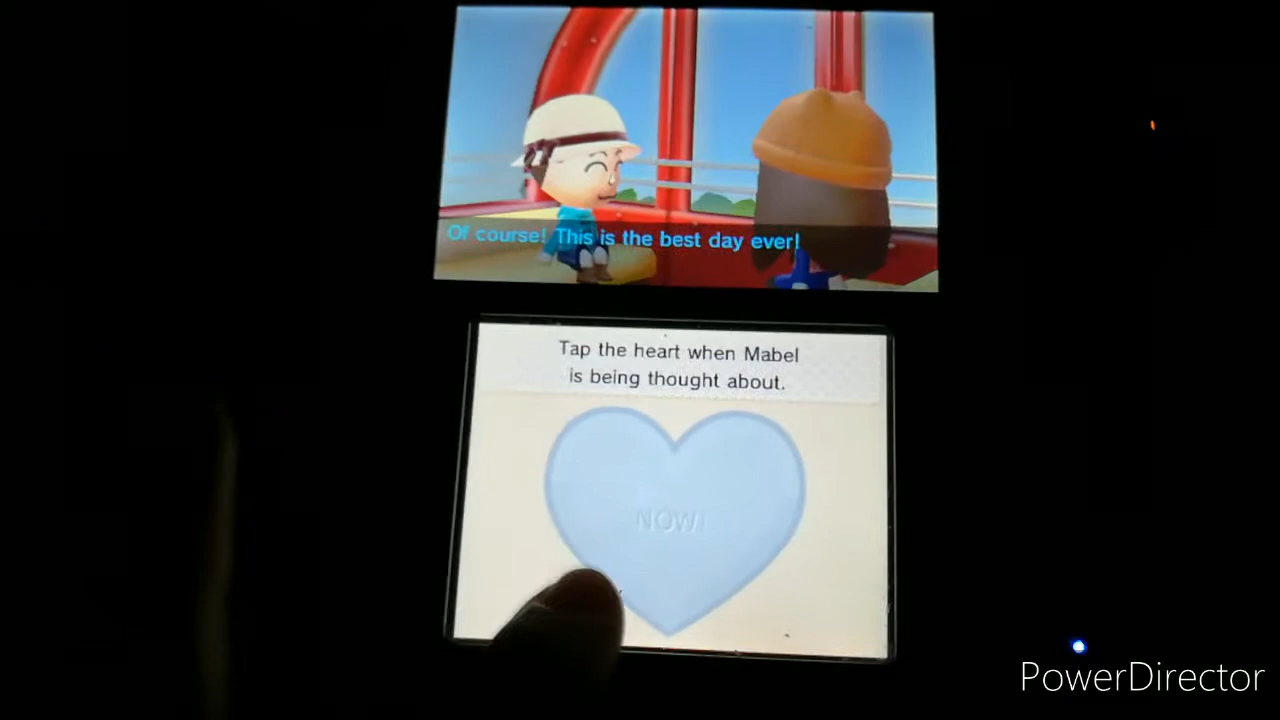 Of course! This is the best day ever!
Tap the heart when Mabel
is being thought about.
NOW!
PowerDirector